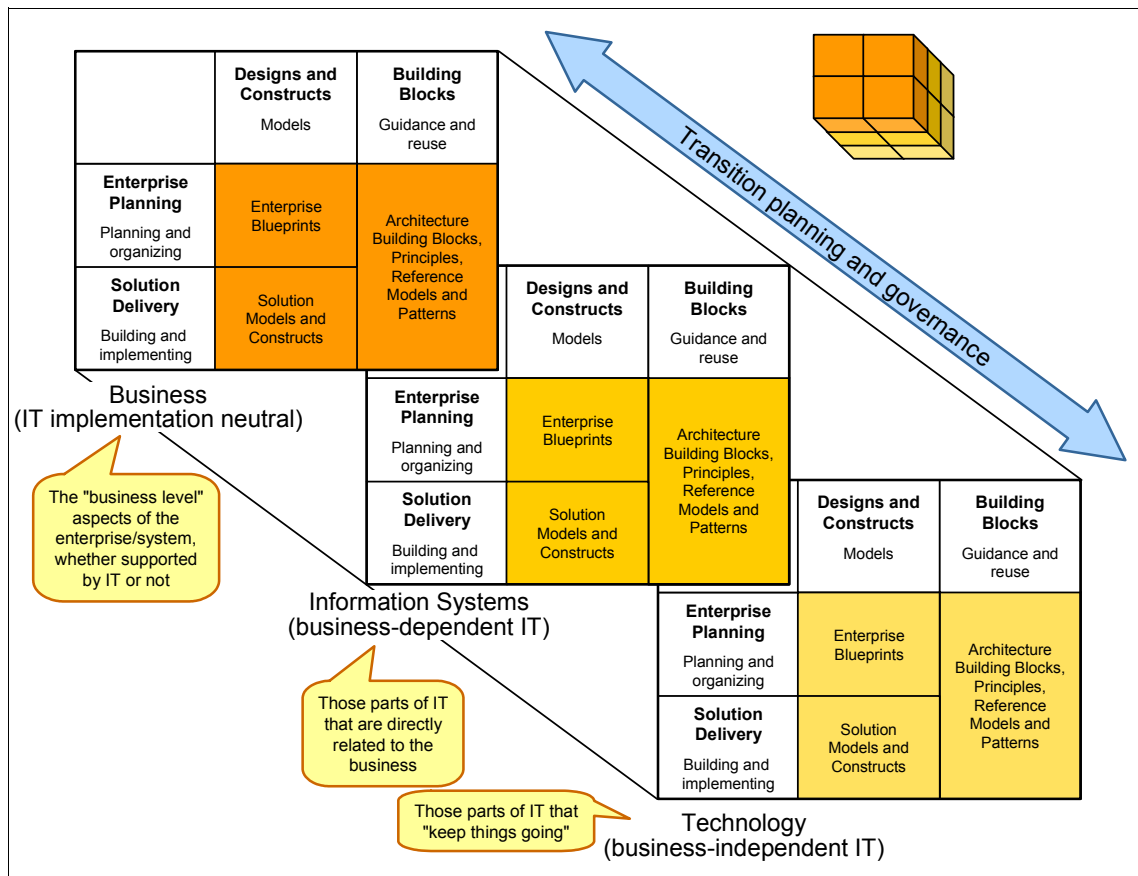 Designs and
Constructs
Models
Building
Blocks
Guidance and
reuse
Enterprise
Planning
Planning and
organizing
Enterprise
Blueprints
Architecture
Building Blocks,
Principles,
Reference
Models and
Patterns
Solution
Delivery
Building and
implementing
Solution
Models and
Constructs
Business
(IT implementation neutral)
The "business level"
aspects of the
enterprise/system,
whether supported
by IT or not
Transition planning and governance
Designs and
Constructs
Models
Building
Blocks
Guidance and
reuse
Enterprise
Planning
Planning and
organizing
Enterprise
Blueprints
Architecture
Building Blocks,
Principles,
Reference
Models and
Patterns
Solution
Delivery
Building and
implementing
Solution
Models and
Constructs
Information Systems
(business-dependent IT)
Those parts of IT
that are directly
related to the
business
Designs and
Constructs
Models
Building
Blocks
Guidance and
reuse
Enterprise
Planning
Planning and
organizing
Enterprise
Blueprints
Architecture
Building Blocks,
Principles,
Reference
Models and
Patterns
Solution
Delivery
Building and
implementing
Solution
Models and
Constructs
Those parts of IT that
"keep things going"
Technology
(business-independent IT)